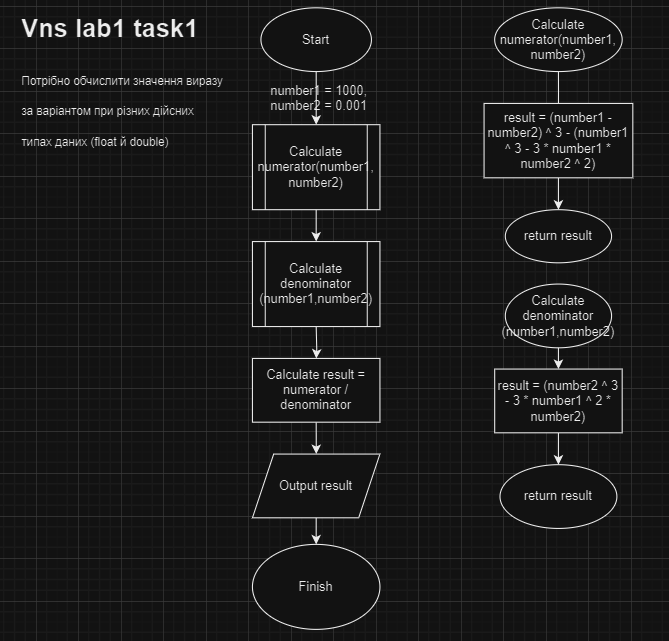 Vns lab1 task1
Потрібно обчислити значення виразу
за варіантом при різних дійсних
типах даних (float й double)
Start
number1 = 1000,
number2 = 0.001
Calculate
numerator(number1,
number2)
Calculate
denominator
(number1,number2)
Calculate result =
numerator /
denominator
Output result
Finish
Calculate
numerator(number1,
number2)
result = (number1 -
number2) ^ 3 - (number1
^ 3 - 3 * number1 *
number2 ^ 2)
return result
Calculate
denominator
(number1,number2)
result = (number2 ^ 3
- 3 * number1 ^ 2 *
number2)
return result